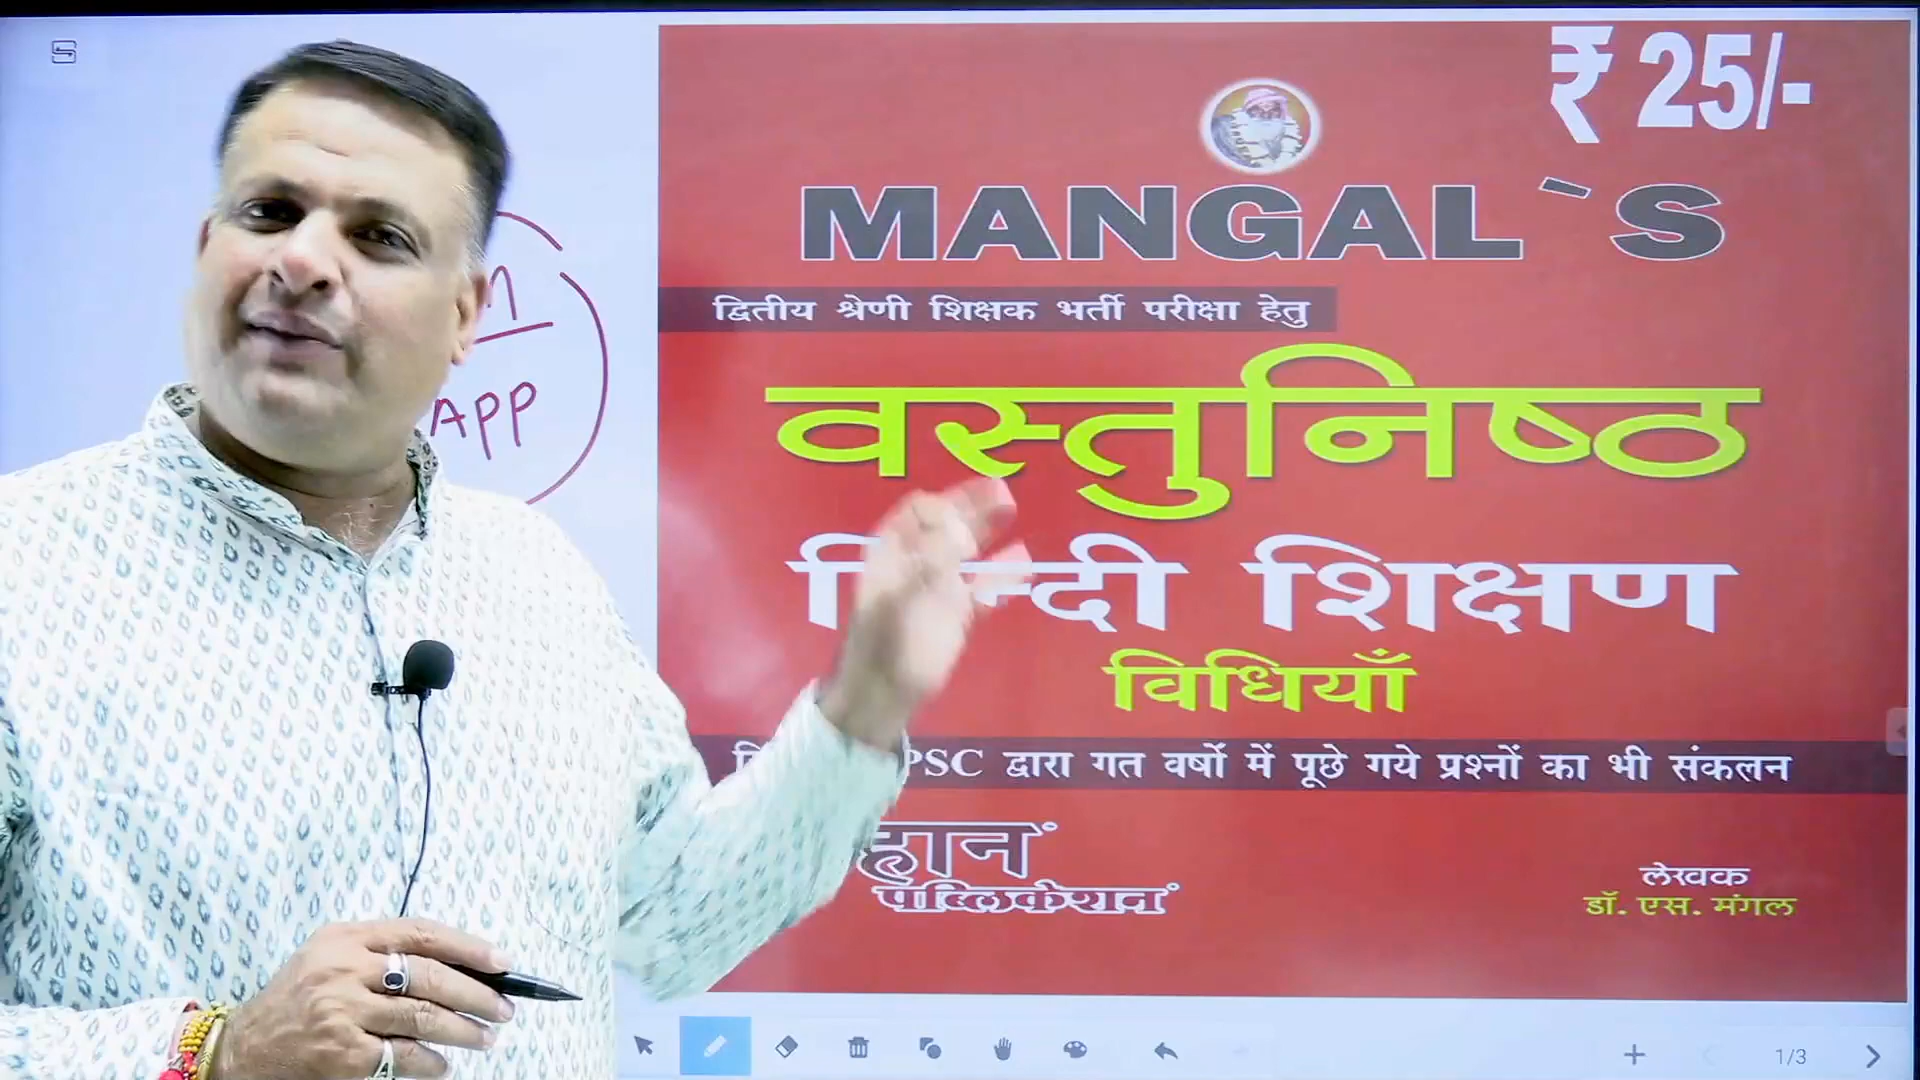 ₹ 25/-
MANGAL`S
द्वितीय श्रेणी शिक्षक भर्ती परीक्षा हेतु
APP
वस्तुनिष्ठ
हिन्दी शिक्षण
विधियाँ
PSC द्वारा गत वर्षो में पूछे गये प्रश्नों का भी संकलन
पब्लिकेशन
लेखक
डॉ. एस. मंगल
1/3